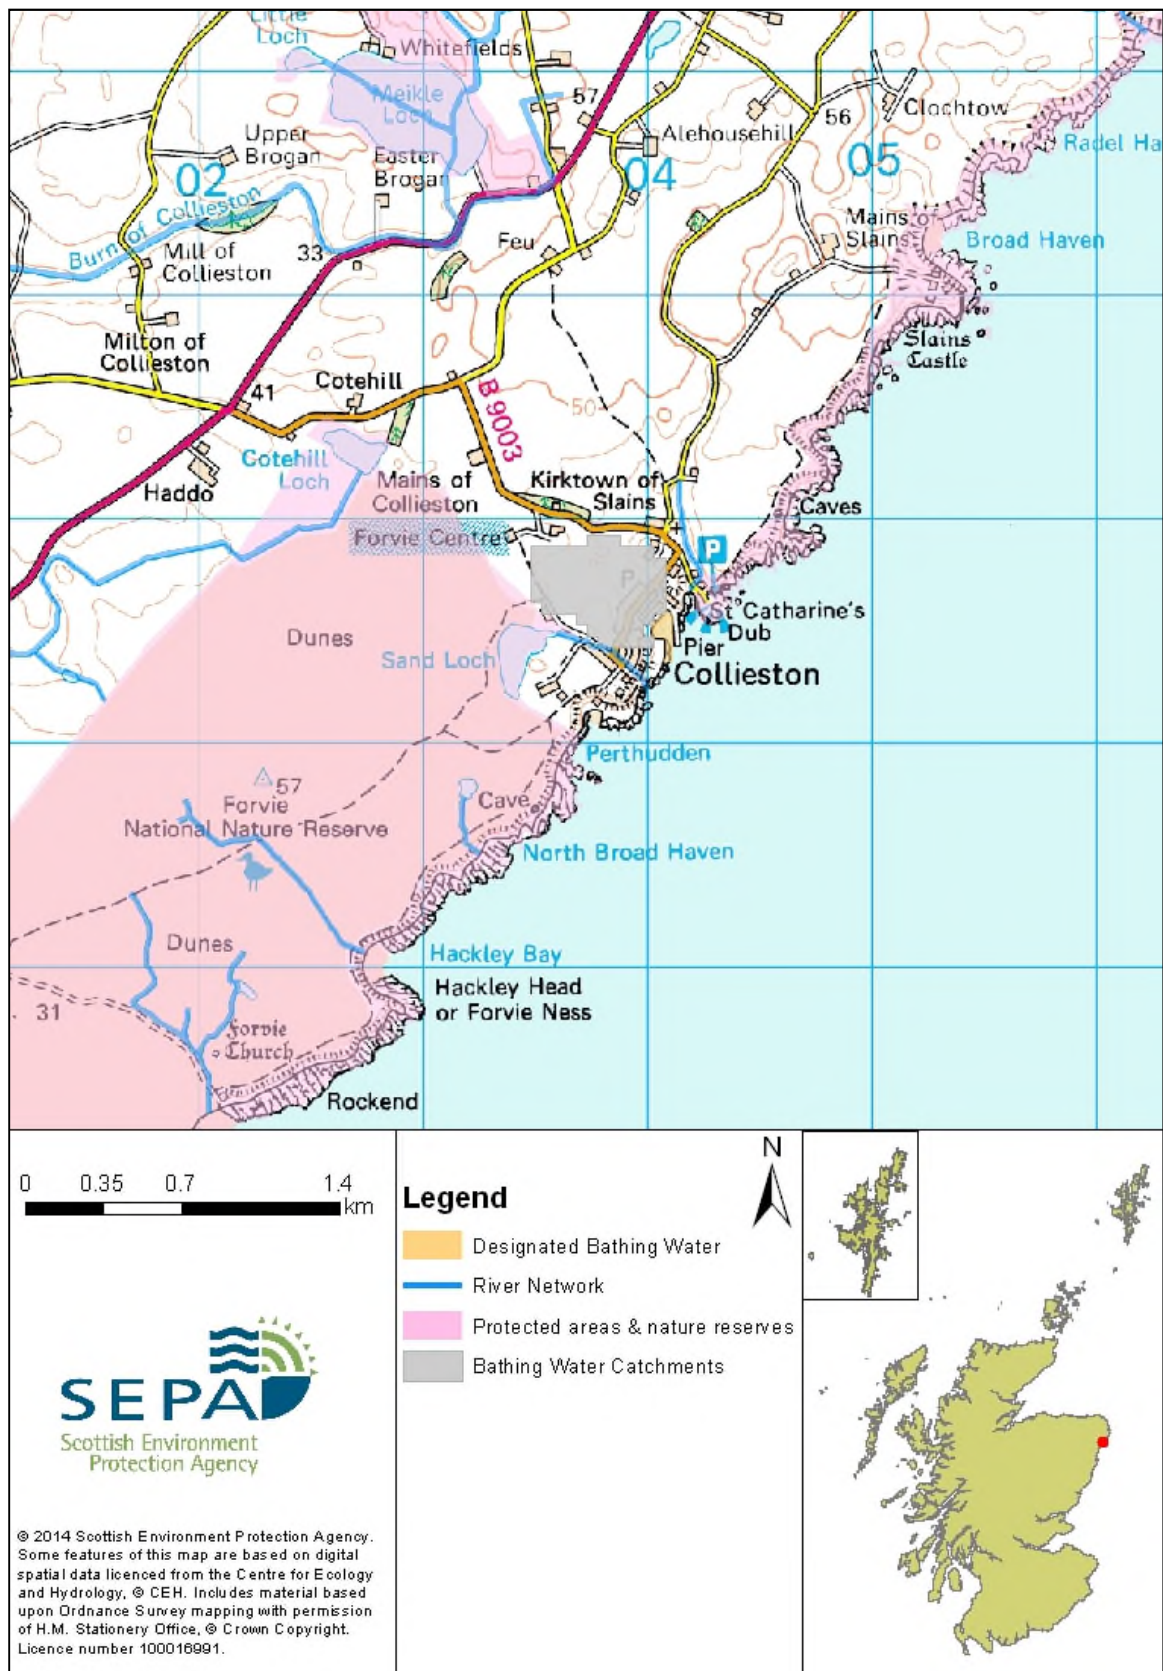 Little
Loch
Whitefields
Meikle
Loch
57
Clochtow
56
Upper
Brogan
Easter
Brogan
Alehousehill
Radel Ha
02
04
05
Burn of Collieston
Mill of
Collieston
33
Feu
Mains of
Slains
Broad Haven
Milton of
Collieston
Slains
Castle
Cotehill
41
B 9003
50
Cotehill
Loch
Haddo
Mains of
Collieston
Kirktown of
Slains
Caves
Forvie Centre
P
P
St Catharine's
Dub
Dunes
Sand Loch
Pier
Collieston
Perthudden
57
Forvie
National Nature Reserve
Cave
North Broad Haven
Dunes
Hackley Bay
Hackley Head
or Forvie Ness
31
Forvie
Church
Rockend
0 0.35 0.7 1.4
km
Legend
N
Designated Bathing Water
River Network
Protected areas & nature reserves
Bathing Water Catchments
SEPA
Scottish Environment
Protection Agency
© 2014 Scottish Environment Protection Agency.
Some features of this map are based on digital
spatial data licenced from the Centre for Ecology
and Hydrology, © CEH. Includes material based
upon Ordnance Survey mapping with permission
of H.M. Stationery Office, © Crown Copyright.
Licence number 100016991.